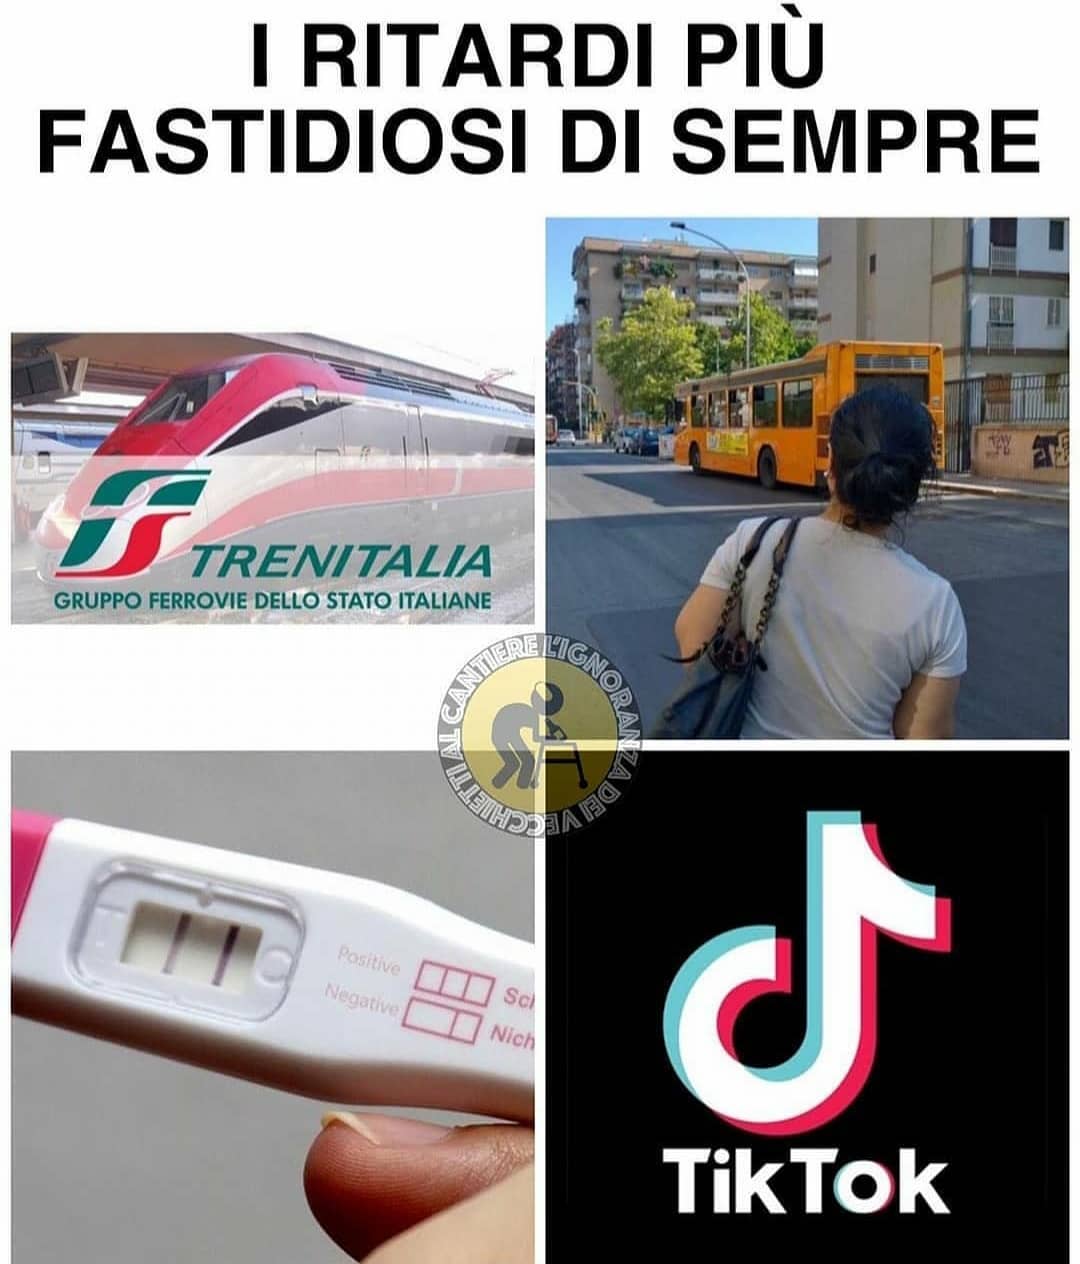 I RITARDI PIÙ
FASTIDIOSI DI SEMPRE
TRENITALIA
GRUPPO FERROVIE DELLO STATO ITALIANE
VECCHIETTI AL CANTIERE L'IGNORANZA DEI
Positive
Negative
Sch
Nich
TikTok